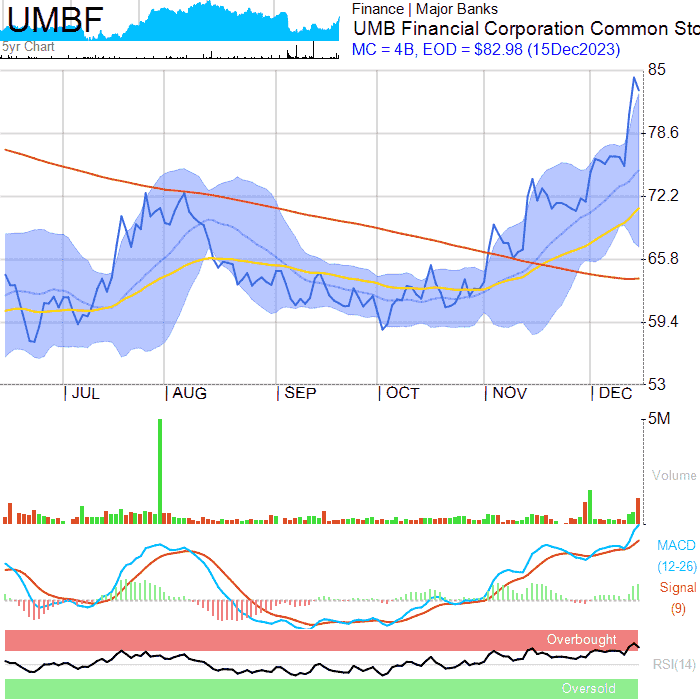 UMBF
5yr Chart
Finance | Major Banks
UMB Financial Corporation Common Sto
MC = 4B, EOD = $82.98 (15Dec2023)
85
78.6
72.2
65.8
59.4
53
| JUL | AUG | SEP | OCT | NOV | DEC
5M
Volume
MACD
(12-26)
Signal
(9)
Overbought
RSI(14)
Oversold